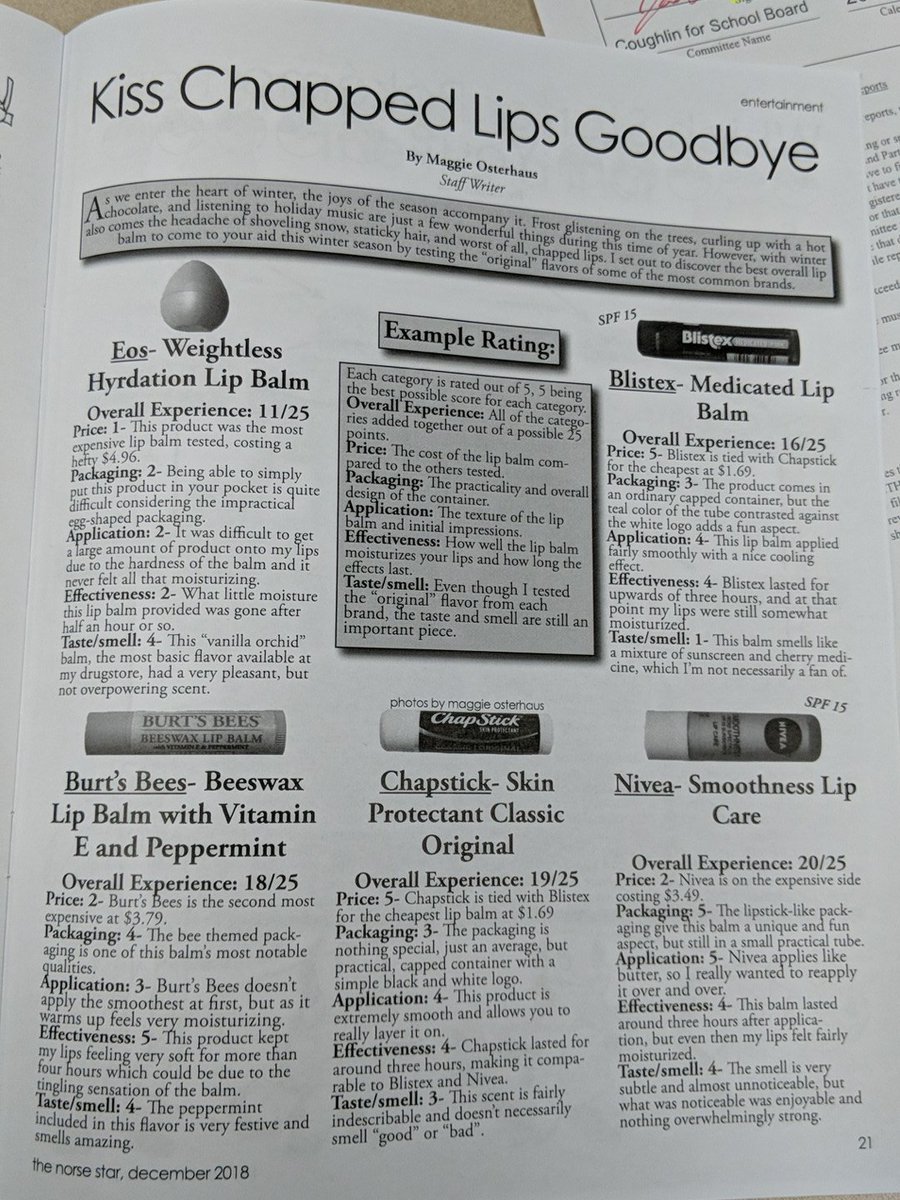 Coughlin for School Board
Committee Name
entertainment
Kiss Chapped Lips Goodbye
By Maggie Osterhaus
Staff Writer
As we enter the heart of winter, the joys of the season accompany it. Frost glistening on the trees, curling up with a hot
chocolate, and listening to holiday music are just a few wonderful things during this time of year. However, with winter
also comes the headache of shoveling snow, staticky hair, and worst of all, chapped lips. I set out to discover the best overall lip
balm to come to your aid this winter season by testing the "original" flavors of some of the most common brands.
Eos- Weightless
Hyrdation Lip Balm
Overall Experience: 11/25
Price: 1- This product was the most
expensive lip balm tested, costing a
hefty $4.96.
Packaging: 2- Being able to simply
put this product in your pocket is quite
difficult considering the impractical
egg-shaped packaging.
Application: 2- It was difficult to get
a large amount of product onto my lips
due to the hardness of the balm and it
never felt all that moisturizing.
Effectiveness: 2- What little moisture
this lip balm provided was gone after
half an hour or so.
Taste/smell: 4- This "vanilla orchid"
balm, the most basic flavor available at
my drugstore, had a very pleasant, but
not overpowering scent.
Example Rating:
Each category is rated out of 5, 5 being
the best possible score for each category.
Overall Experience: All of the catego-
ries added together out of a possible 25
points.
Price: The cost of the lip balm com-
pared to the others tested.
Packaging: The practicality and overall
design of the container.
Application: The texture of the lip
balm and initial impressions.
Effectiveness: How well the lip balm
moisturizes your lips and how long the
effects last.
Taste/smell: Even though I tested
the "original" flavor from each
brand, the taste and smell are still an
important piece.
SPF 15
Blistex
Blistex- Medicated Lip
Balm
Overall Experience: 16/25
Price: 5- Blistex is tied with Chapstick
for the cheapest at $1.69.
Packaging: 3- The product comes in
an ordinary capped container, but the
teal color of the tube contrasted against
the white logo adds a fun aspect.
Application: 4- This lip balm applied
fairly smoothly with a nice cooling
effect.
Effectiveness: 4- Blistex lasted for
upwards of three hours, and at that
point my lips were still somewhat
moisturized.
Taste/smell: 1- This balm smells like
a mixture of sunscreen and cherry medi-
cine, which I'm not necessarily a fan of.
BURT'S BEES
BEESWAX LIP BALM
with VITAMIN E & PEPPERMINT
Burt's Bees- Beeswax
Lip Balm with Vitamin
E and Peppermint
Overall Experience: 18/25
Price: 2- Burt's Bees is the second most
expensive at $3.79.
Packaging: 4- The bee themed pack-
aging is one of this balm's most notable
qualities.
Application: 3- Burt's Bees doesn't
apply the smoothest at first, but as it
warms up feels very moisturizing.
Effectiveness: 5- This product kept
my lips feeling very soft for more than
four hours which could be due to the
tingling sensation of the balm.
Taste/smell: 4- The peppermint
included in this flavor is very festive and
smells amazing.
photos by maggie osterhaus
ChapStick
SKIN PROTECTANT
Chapstick- Skin
Protectant Classic
Original
Overall Experience: 19/25
Price: 5- Chapstick is tied with Blistex
for the cheapest lip balm at $1.69
Packaging: 3- The packaging is
nothing special, just an average, but
practical, capped container with a
simple black and white logo.
Application: 4- This product is
extremely smooth and allows you to
really layer it on.
Effectiveness: 4- Chapstick lasted for
around three hours, making it compa-
rable to Blistex and Nivea.
Taste/smell: 3- This scent is fairly
indescribable and doesn't necessarily
smell "good" or "bad".
SPF 15
NIVEA
Nivea- Smoothness Lip
Care
Overall Experience: 20/25
Price: 2- Nivea is on the expensive side
costing $3.49.
Packaging: 5- The lipstick-like pack-
aging give this balm a unique and fun
aspect, but still in a small practical tube.
Application: 5- Nivea applies like
butter, so I really wanted to reapply
it over and over.
Effectiveness: 4- This balm lasted
around three hours after applica-
tion, but even then my lips felt fairly
moisturized.
Taste/smell: 4- The smell is very
subtle and almost unnoticeable, but
what was noticeable was enjoyable and
nothing overwhelmingly strong.
21
the norse star, december 2018